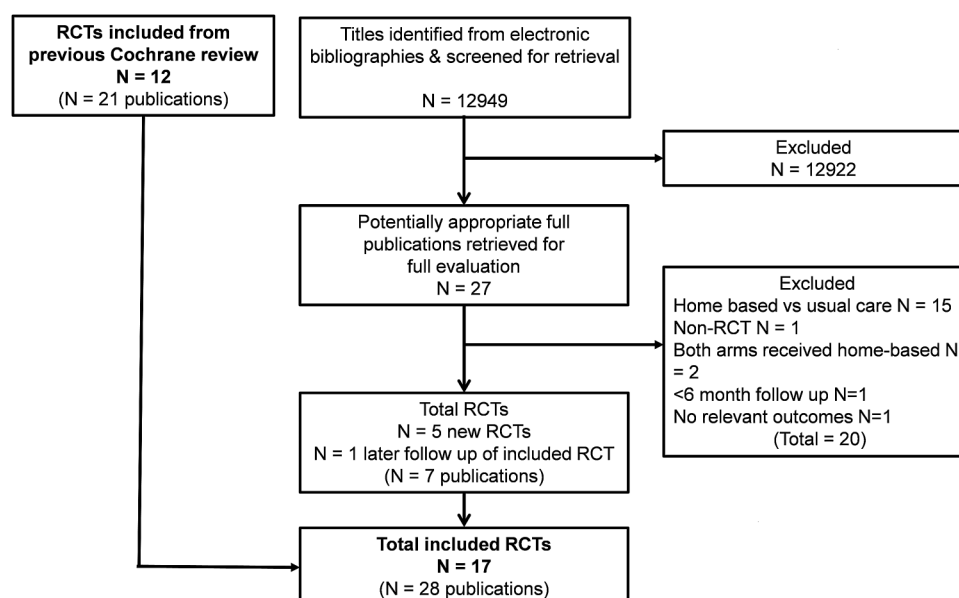 RCTs included from
previous Cochrane review
N = 12
(N = 21 publications)
Titles identified from electronic
bibliographies & screened for retrieval
N = 12949
Excluded
N = 12922
Potentially appropriate full
publications retrieved for
full evaluation
N = 27
Excluded
Home based vs usual care N = 15
Non-RCT N = 1
Both arms received home-based N
= 2
<6 month follow up N=1
No relevant outcomes N=1
(Total = 20)
Total RCTs
N = 5 new RCTs
N = 1 later follow up of included RCT
(N = 7 publications)
Total included RCTs
N = 17
(N = 28 publications)